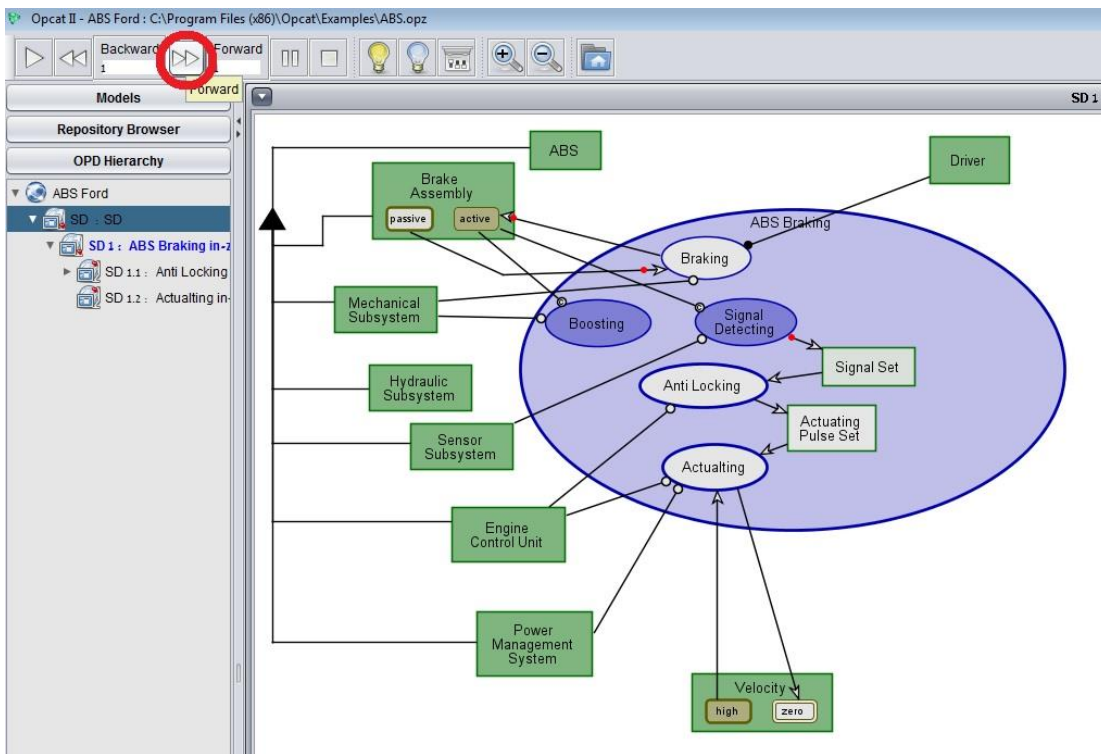 Opcat II - ABS Ford : C:\Program Files (x86)\Opcat\Examples\ABS.opz
Backward
1
Forward
1
Forward
Models
Repository Browser
OPD Hierarchy
ABS Ford
SD : SD
SD 1 : ABS Braking in-z
SD 1.1 : Anti Locking
SD 1.2 : Actualting in-
SD 1
ABS
Driver
Brake
Assembly
passive
active
ABS Braking
Braking
Mechanical
Subsystem
Boosting
Signal
Detecting
Signal Set
Hydraulic
Subsystem
Anti Locking
Actuating
Pulse Set
Sensor
Subsystem
Actualting
Engine
Control Unit
Power
Management
System
Velocity
high
zero